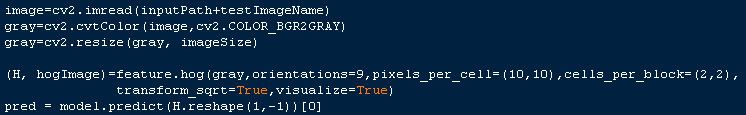 image=cv2.imread(inputPath+testImageName)
gray=cv2.cvtColor(image,cv2.COLOR_BGR2GRAY)
gray=cv2.resize(gray, imageSize)
(H, hogImage)=feature.hog(gray,orientations=9,pixels_per_cell=(10,10),cells_per_block=(2,2),
transform_sqrt=True,visualize=True)
pred = model.predict(H.reshape(1,-1))[0]